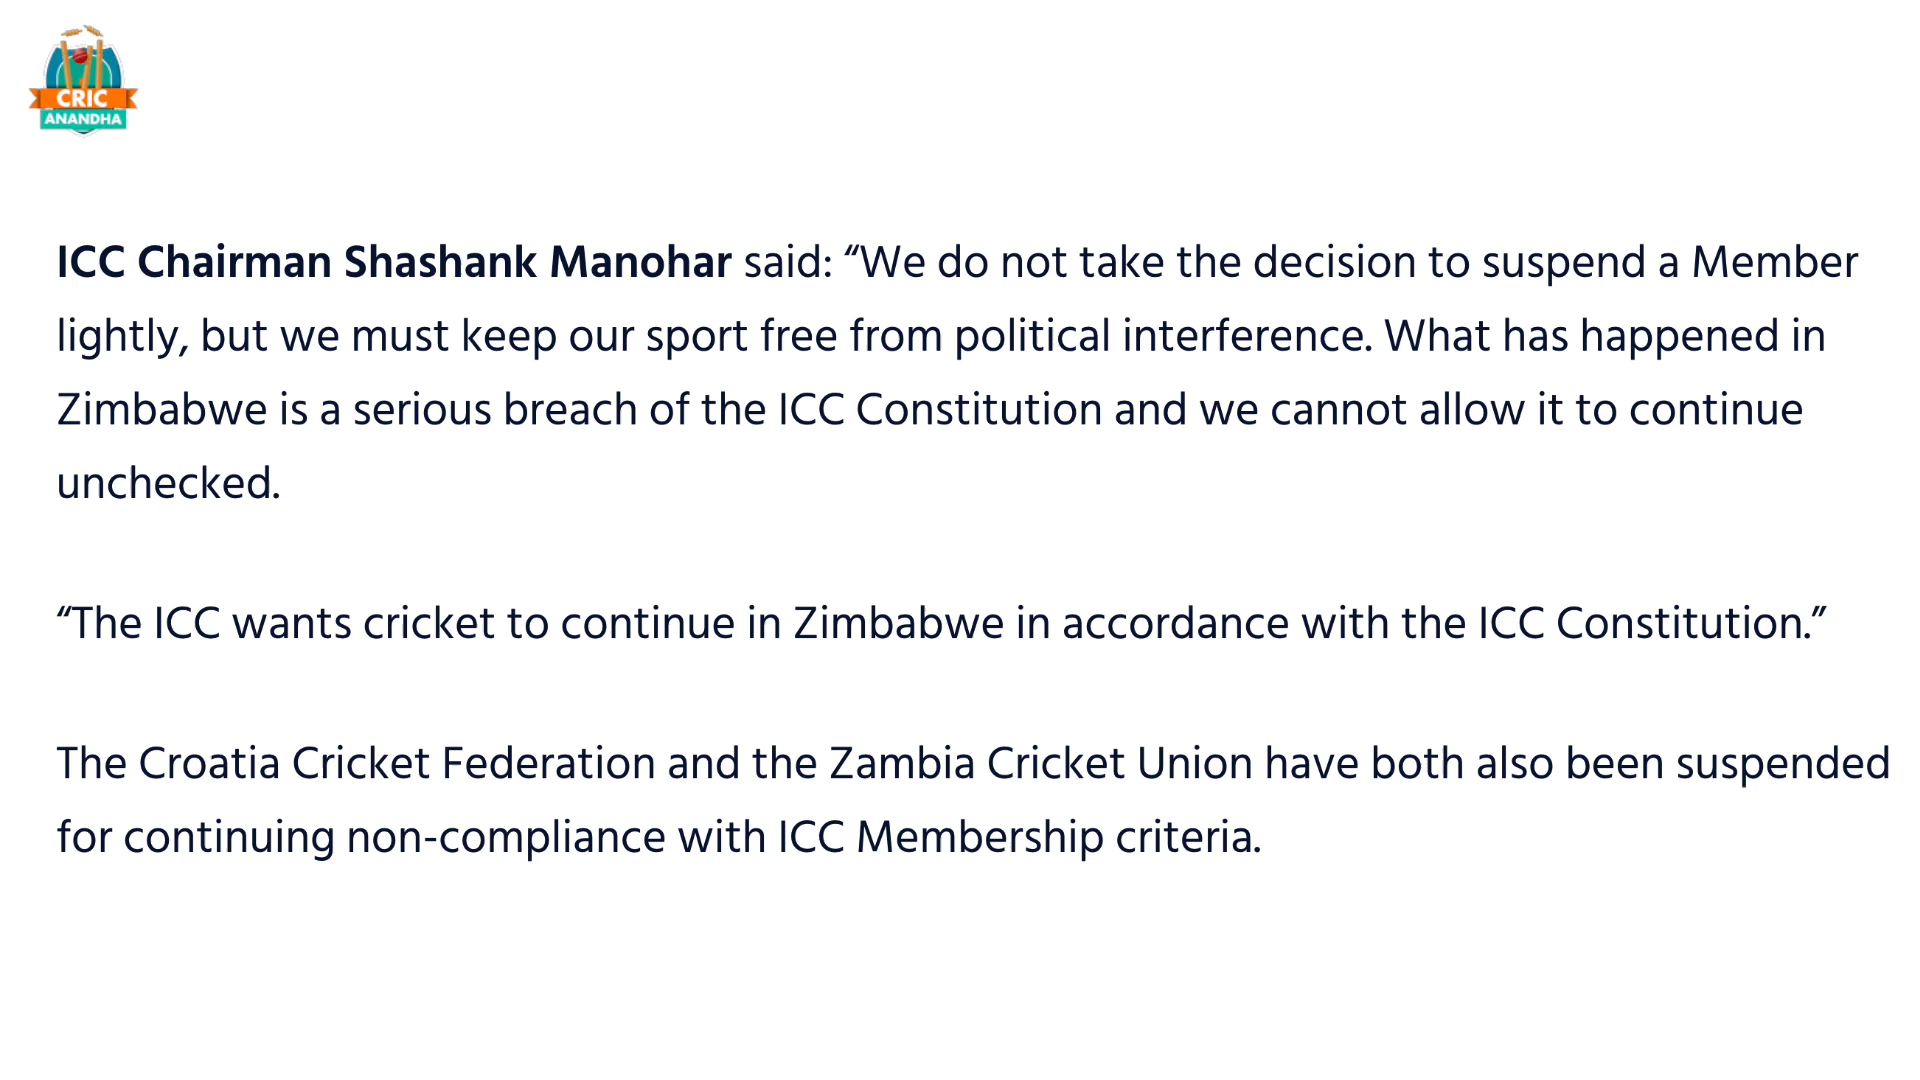 CRIC
ANANDHA
ICC Chairman Shashank Manohar said: “We do not take the decision to suspend a Member
lightly, but we must keep our sport free from political interference. What has happened in
Zimbabwe is a serious breach of the ICC Constitution and we cannot allow it to continue
unchecked.
“The ICC wants cricket to continue in Zimbabwe in accordance with the ICC Constitution.”
The Croatia Cricket Federation and the Zambia Cricket Union have both also been suspended
for continuing non-compliance with ICC Membership criteria.